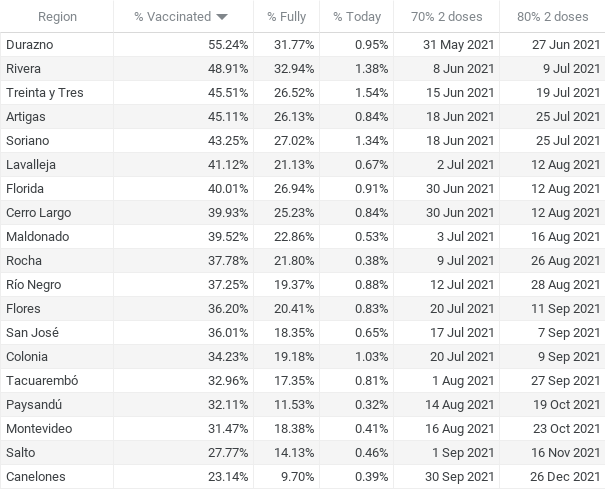 Region % Vaccinated % Fully % Today 70% 2 doses 80% 2 doses
Durazno 55.24% 31.77% 0.95% 31 May 2021 27 Jun 2021
Rivera 48.91% 32.94% 1.38% 8 Jun 2021 9 Jul 2021
Treinta y Tres 45.51% 26.52% 1.54% 15 Jun 2021 19 Jul 2021
Artigas 45.11% 26.13% 0.84% 18 Jun 2021 25 Jul 2021
Soriano 43.25% 27.02% 1.34% 18 Jun 2021 25 Jul 2021
Lavalleja 41.12% 21.13% 0.67% 2 Jul 2021 12 Aug 2021
Florida 40.01% 26.94% 0.91% 30 Jun 2021 12 Aug 2021
Cerro Largo 39.93% 25.23% 0.84% 30 Jun 2021 12 Aug 2021
Maldonado 39.52% 22.86% 0.53% 3 Jul 2021 16 Aug 2021
Rocha 37.78% 21.80% 0.38% 9 Jul 2021 26 Aug 2021
Río Negro 37.25% 19.37% 0.88% 12 Jul 2021 28 Aug 2021
Flores 36.20% 20.41% 0.83% 20 Jul 2021 11 Sep 2021
San José 36.01% 18.35% 0.65% 17 Jul 2021 7 Sep 2021
Colonia 34.23% 19.18% 1.03% 20 Jul 2021 9 Sep 2021
Tacuarembó 32.96% 17.35% 0.81% 1 Aug 2021 27 Sep 2021
Paysandú 32.11% 11.53% 0.32% 14 Aug 2021 19 Oct 2021
Montevideo 31.47% 18.38% 0.41% 16 Aug 2021 23 Oct 2021
Salto 27.77% 14.13% 0.46% 1 Sep 2021 16 Nov 2021
Canelones 23.14% 9.70% 0.39% 30 Sep 2021 26 Dec 2021